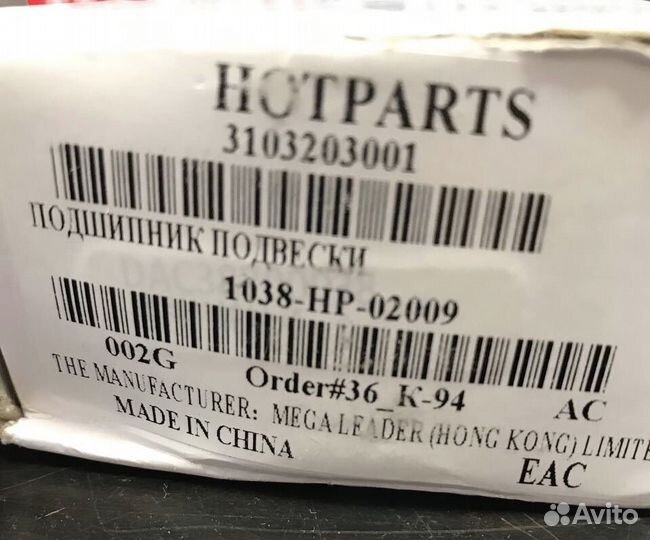 HOTPARTS
3103203001
ПОДШИПНИК ПОДВЕСКИ
1038-HP-02009
002G Order#36_K-94 AC
THE MANUFACTURER: MEGA LEADER (HONG KONG) LIMITE
MADE IN CHINA
EAC
Avito